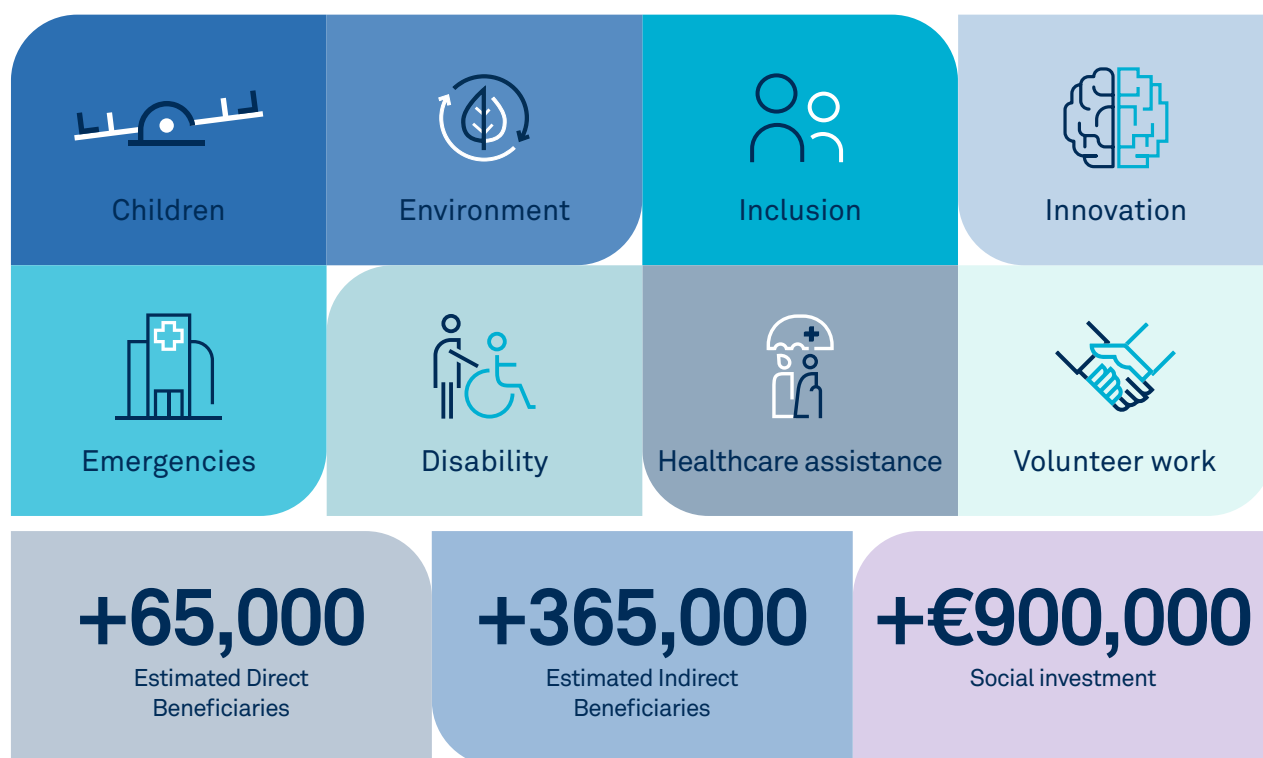 Children
Environment
Inclusion
Innovation
Emergencies
Disability
Healthcare assistance
Volunteer work
+65,000
Estimated Direct
Beneficiaries
+365,000
Estimated Indirect
Beneficiaries
+€900,000
Social investment